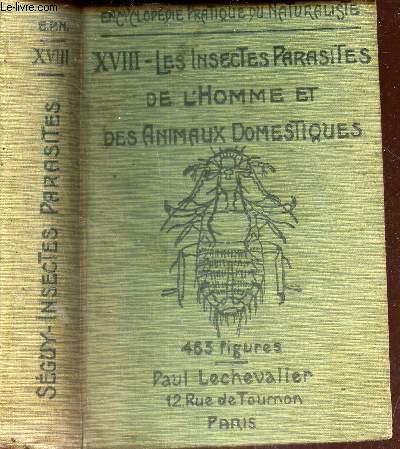 www.le-livre.com
E.P.N.
XVIII
SÉGUY-INSECTES PARASITES
ENCYCLOPÉDIE PRATIQUE DU NATURALISTE
XVIII-LES INSECTES PARASITES
DE L'HOMME ET
DES ANIMAUX DOMESTIQUES
463 figures
Paul Lechevalier
12, Rue de Tournon
PARIS